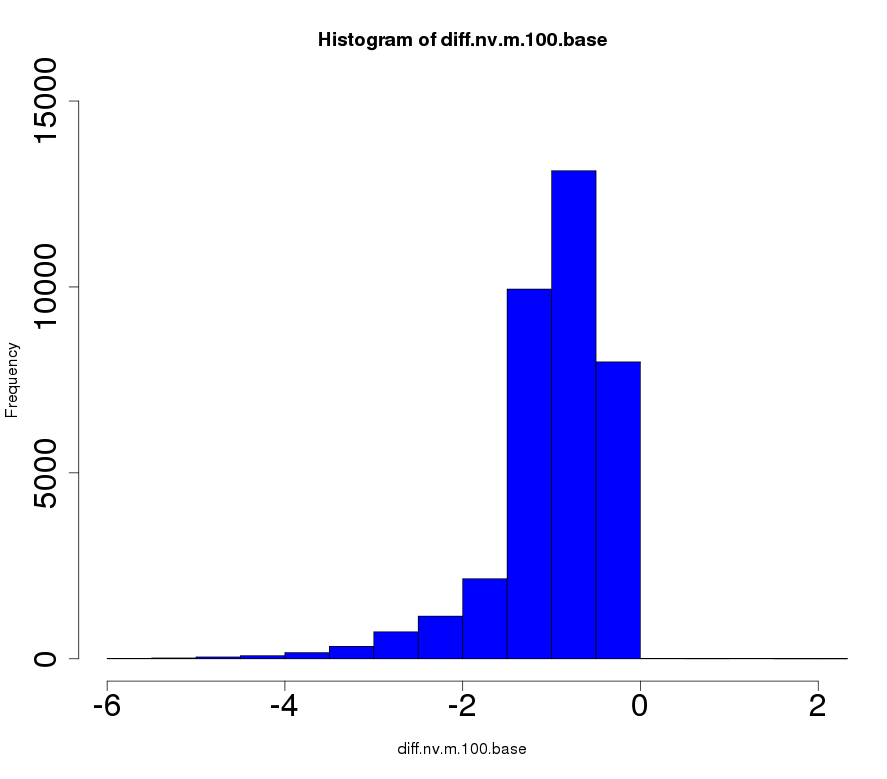 Histogram of diff.nv.m.100.base
15000
10000
5000
0
Frequency
-6 -4 -2 0 2
diff.nv.m.100.base